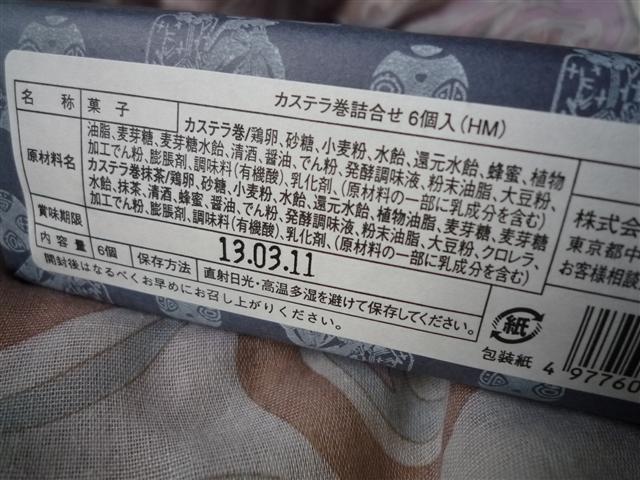 カステラ巻詰合せ 6個入(HM)
名 称 菓 子
原材料名 カステラ巻/鶏卵、砂糖、小麦粉、水飴、還元水飴、蜂蜜、植物
油脂、麦芽糖、麦芽糖水飴、清酒、醤油、でん粉、発酵調味液、粉末油脂、大豆粉、
加工でん粉、膨脹剤、調味料(有機酸)、乳化剤、(原材料の一部に乳成分を含む)
カステラ巻抹茶/鶏卵、砂糖、小麦粉、水飴、還元水飴、植物油脂、麦芽糖、麦芽糖
水飴、抹茶、清酒、蜂蜜、醤油、でん粉、発酵調味液、粉末油脂、大豆粉、クロレラ、
加工でん粉、膨脹剤、調味料(有機酸)、乳化剤、(原材料の一部に乳成分を含む)
賞味期限 13.03.11
内 容 量 6個 保存方法 直射日光・高温多湿を避けて保存してください。
開封後はなるべくお早めにお召し上がりください。
株式会
東京都中
お客様相談
紙
包装紙
4 97760